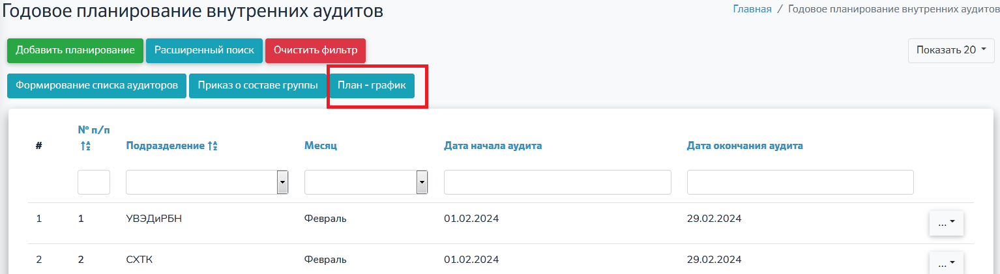 Годовое планирование внутренних аудитов
Главная / Годовое планирование внутренних аудитов
Добавить планирование Расширенный поиск Очистить фильтр Показать 20
Формирование списка аудиторов Приказ о составе группы План - график
# № п/п Подразделение Месяц Дата начала аудита Дата окончания аудита
1 1 УВЭДиРБН Февраль 01.02.2024 29.02.2024 ...
2 2 СХТК Февраль 01.02.2024 29.02.2024 ...